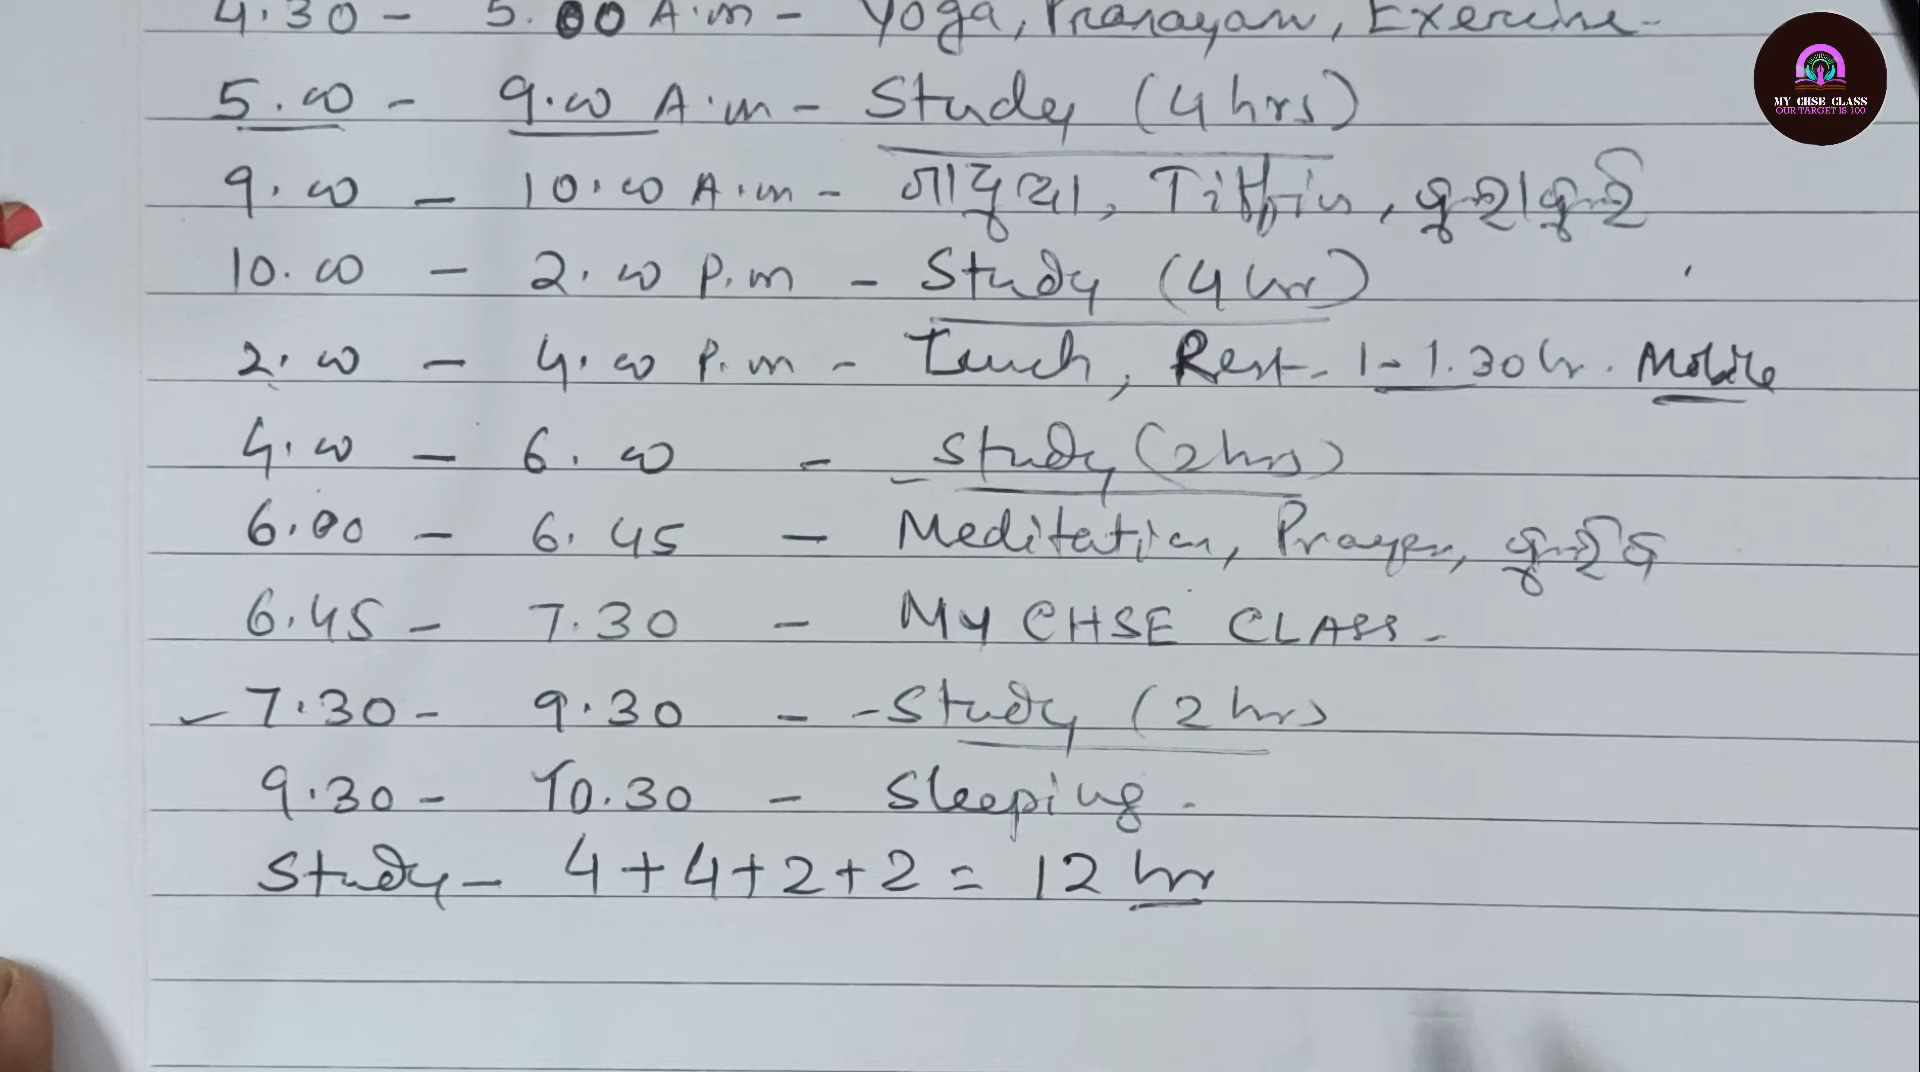 4.30 - 5.00 A.m - Yoga, Pranayam, Exercise -
5.00 - 9.00 A.m - Study (4 hrs)
9.00 - 10.00 A.m - Tiffin,
10.00 - 2.00 P.m - Study (4 hr)
2.00 - 4.00 P.m - Lunch, Rest - 1 - 1.30 hr. Mobile
4.00 - 6.00 - Study (2 hrs)
6.00 - 6.45 - Meditation, Prayer,
6.45 - 7.30 - MY CHSE CLASS -
7.30 - 9.30 - - Study (2 hrs
9.30 - 10.30 - Sleeping -
Study - 4 + 4 + 2 + 2 = 12 hr
MY CHSE CLASS
OUR TARGET IS 100